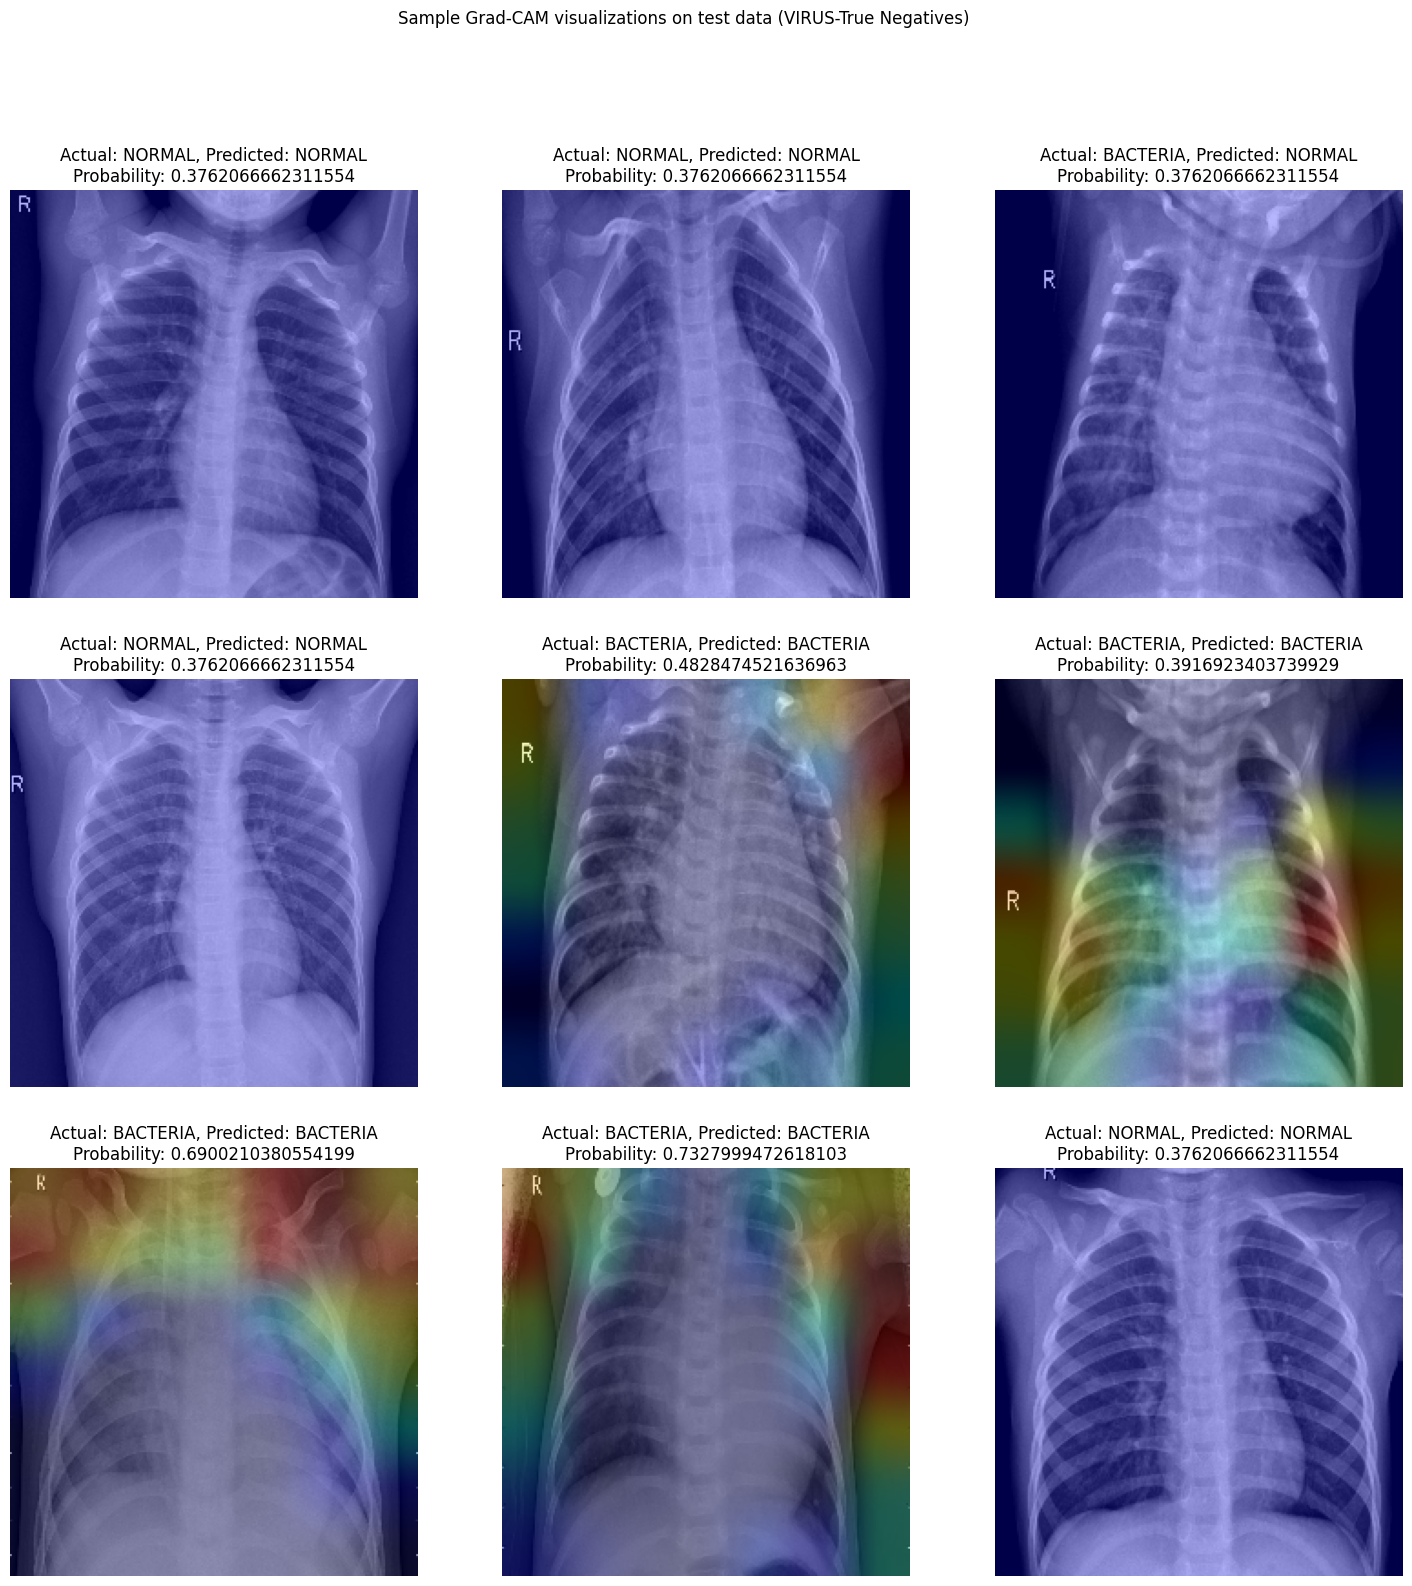 Sample Grad-CAM visualizations on test data (VIRUS-True Negatives)
Actual: NORMAL, Predicted: NORMAL
Probability: 0.3762066662311554
Actual: NORMAL, Predicted: NORMAL
Probability: 0.3762066662311554
Actual: BACTERIA, Predicted: NORMAL
Probability: 0.3762066662311554
R
R
R
Actual: NORMAL, Predicted: NORMAL
Probability: 0.3762066662311554
Actual: BACTERIA, Predicted: BACTERIA
Probability: 0.4828474521636963
Actual: BACTERIA, Predicted: BACTERIA
Probability: 0.3916923403739929
R
R
R
Actual: BACTERIA, Predicted: BACTERIA
Probability: 0.6900210380554199
Actual: BACTERIA, Predicted: BACTERIA
Probability: 0.7327999472618103
Actual: NORMAL, Predicted: NORMAL
Probability: 0.3762066662311554
R
R
R